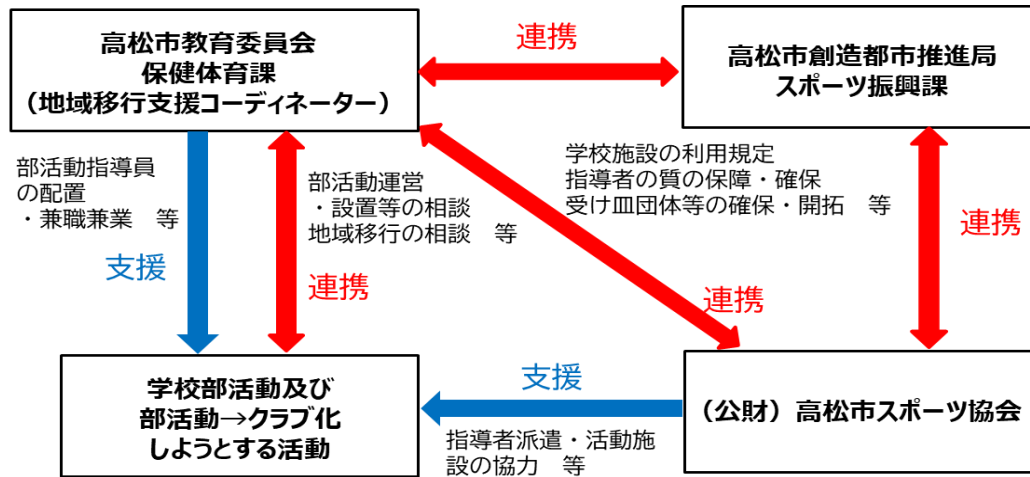 高松市教育委員会
保健体育課
（地域移行支援コーディネーター）
連携
高松市創造都市推進局
スポーツ振興課
部活動指導員
の配置
・兼職兼業　等
支援
部活動運営
・設置等の相談
地域移行の相談　等
連携
学校施設の利用規定
指導者の質の保障・確保
受け皿団体等の確保・開拓　等
連携
連携
学校部活動及び
部活動→クラブ化
しようとする活動
支援
指導者派遣・活動施
設の協力　等
（公財）高松市スポーツ協会